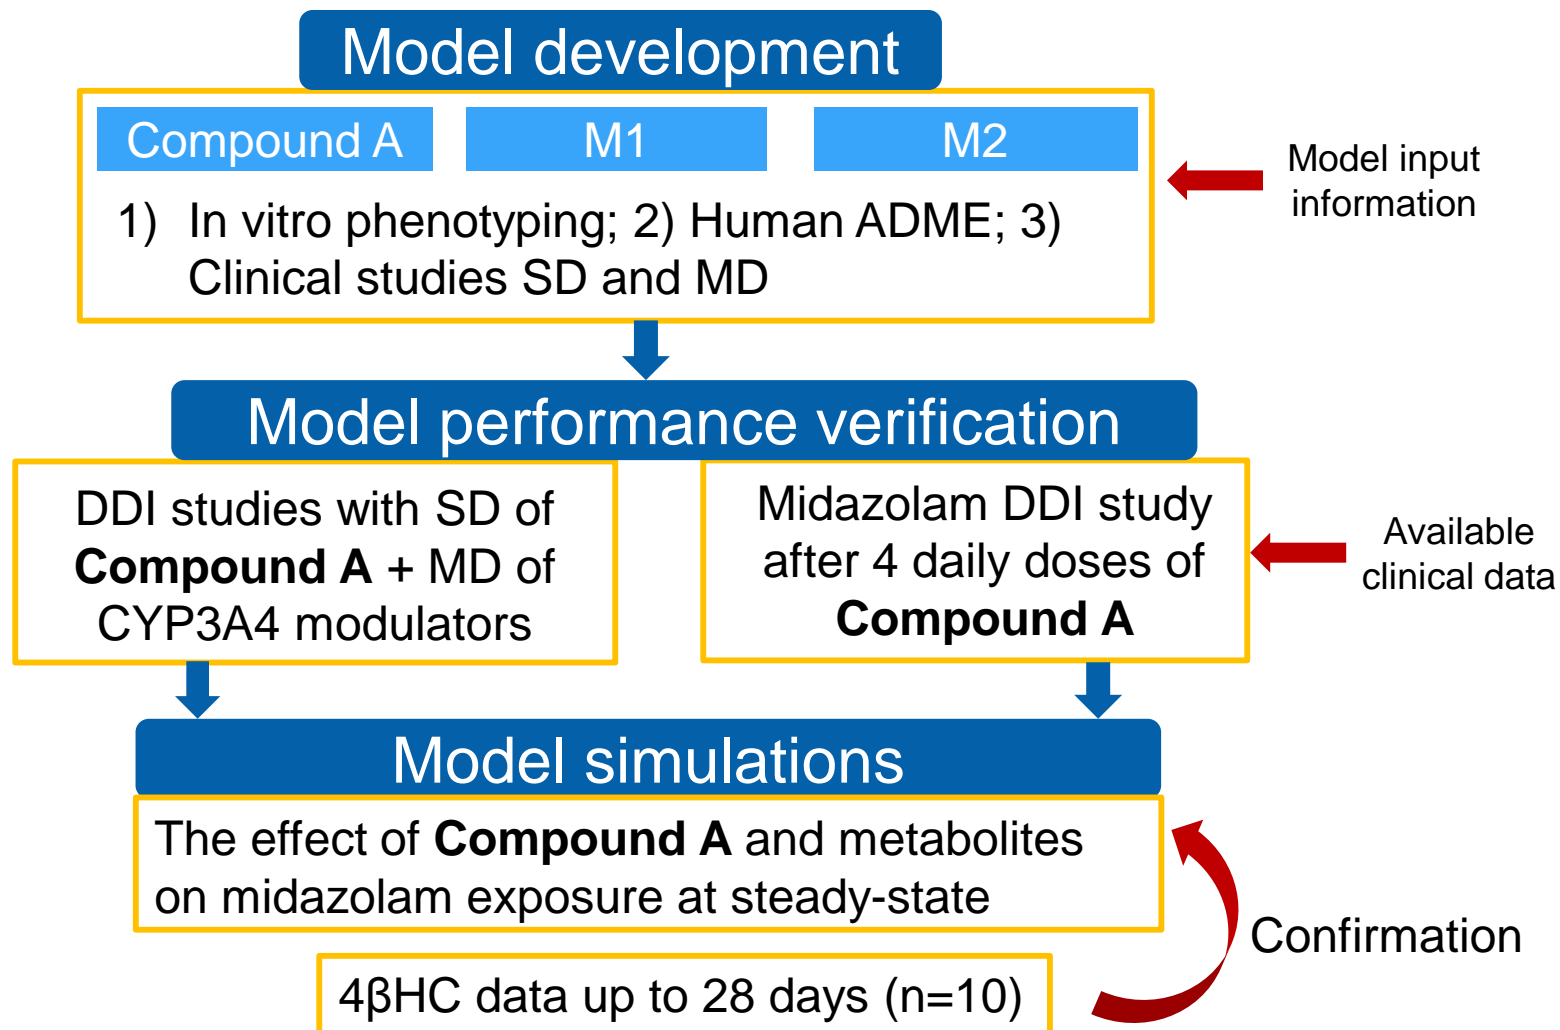 Model development
Compound A
M1
M2
1) In vitro phenotyping; 2) Human ADME; 3)
Clinical studies SD and MD
Model input
information
Model performance verification
DDI studies with SD of
Compound A + MD of
CYP3A4 modulators
Midazolam DDI study
after 4 daily doses of
Compound A
Available
clinical data
Model simulations
The effect of Compound A and metabolites
on midazolam exposure at steady-state
Confirmation
4βHC data up to 28 days (n=10)